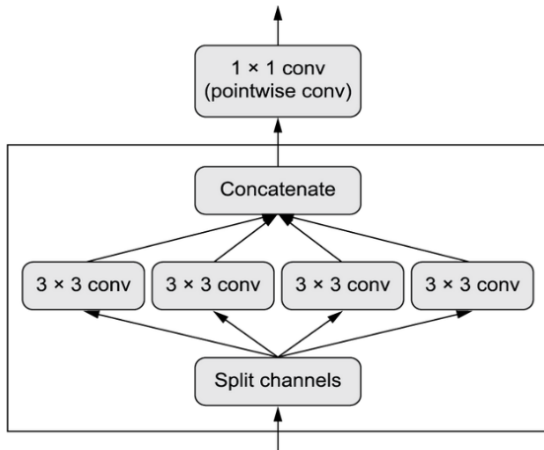 1 × 1 conv
(pointwise conv)
Concatenate
3 × 3 conv
3 × 3 conv
3 × 3 conv
3 × 3 conv
Split channels